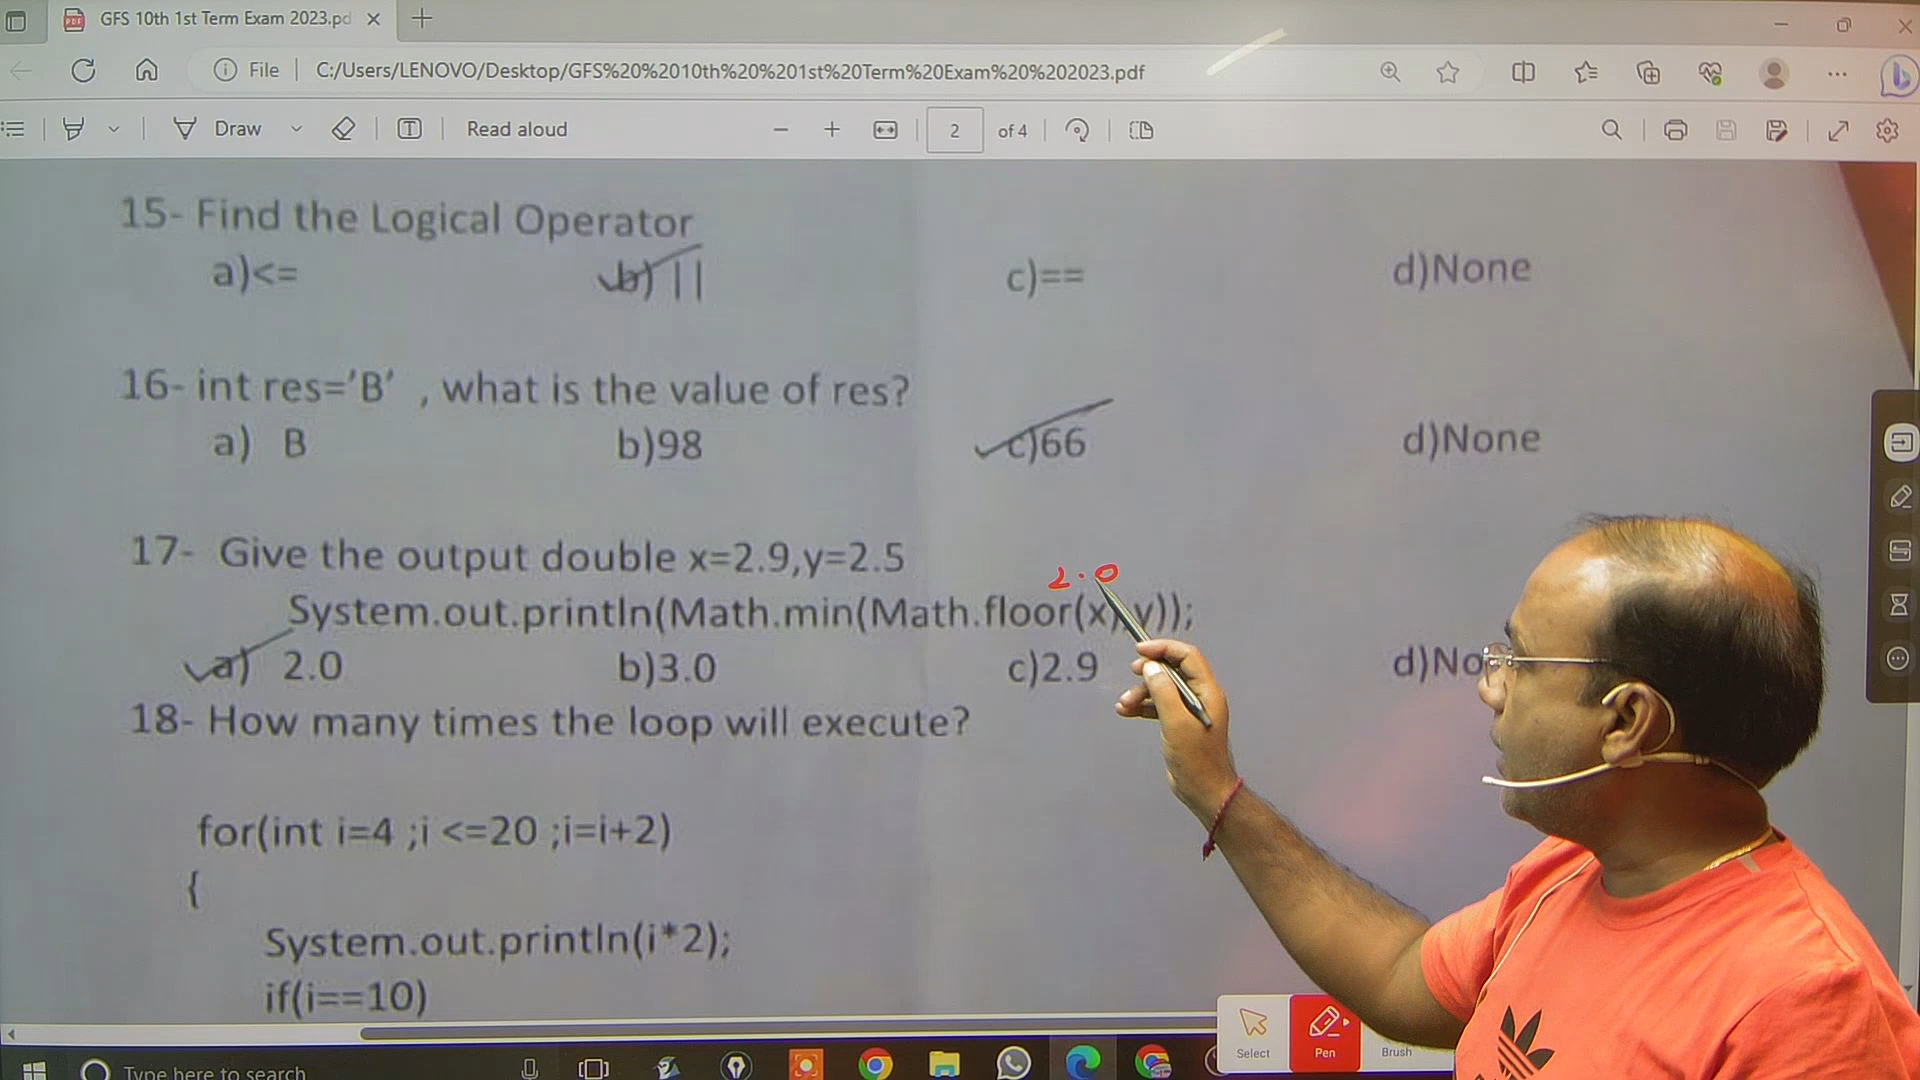 GFS 10th 1st Term Exam 2023.pd
File
C:/Users/LENOVO/Desktop/GFS%20%2010th%20%201st%20Term%20Exam%20%202023.pdf
Draw
Read aloud
2
of 4
15- Find the Logical Operator
a)<= b) || c)== d)None
16- int res='B' , what is the value of res?
a) B b)98 c)66 d)None
17- Give the output double x=2.9,y=2.5
2.0
System.out.println(Math.min(Math.floor(x),y));
a) 2.0 b)3.0 c)2.9 d)No
18- How many times the loop will execute?
for(int i=4 ;i <=20 ;i=i+2)
{
System.out.println(i*2);
if(i==10)
Select
Pen
Brush
Type here to search